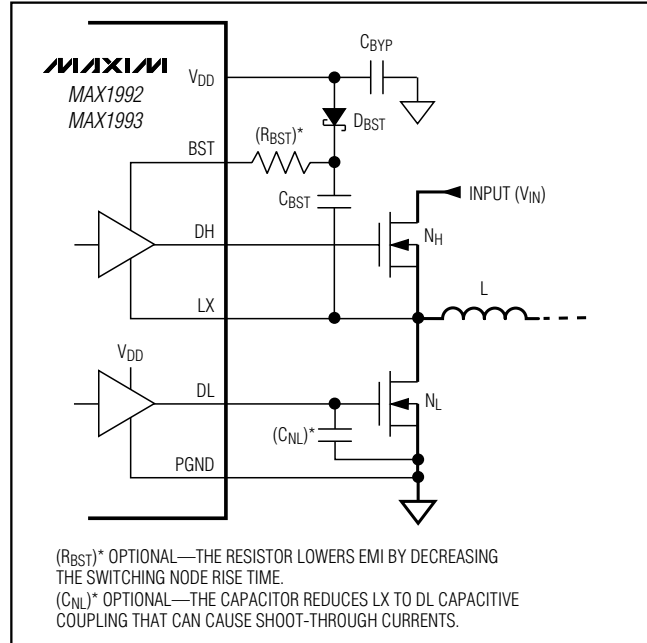 MAXIM
MAX1992
MAX1993
CBYP
VDD
DBST
(RBST)*
BST
CBST
INPUT (VIN)
DH
NH
L
LX
VDD
DL
NL
(CNL)*
PGND
(RBST)* OPTIONAL—THE RESISTOR LOWERS EMI BY DECREASING
THE SWITCHING NODE RISE TIME.
(CNL)* OPTIONAL—THE CAPACITOR REDUCES LX TO DL CAPACITIVE
COUPLING THAT CAN CAUSE SHOOT-THROUGH CURRENTS.